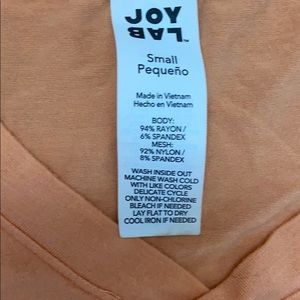 JOY LAB™
Small
Pequeño
Made in Vietnam
Hecho en Vietnam
BODY:
94% RAYON /
6% SPANDEX
MESH:
92% NYLON /
8% SPANDEX
WASH INSIDE OUT
MACHINE WASH COLD
WITH LIKE COLORS
DELICATE CYCLE
ONLY NON-CHLORINE
BLEACH IF NEEDED
LAY FLAT TO DRY
COOL IRON IF NEEDED